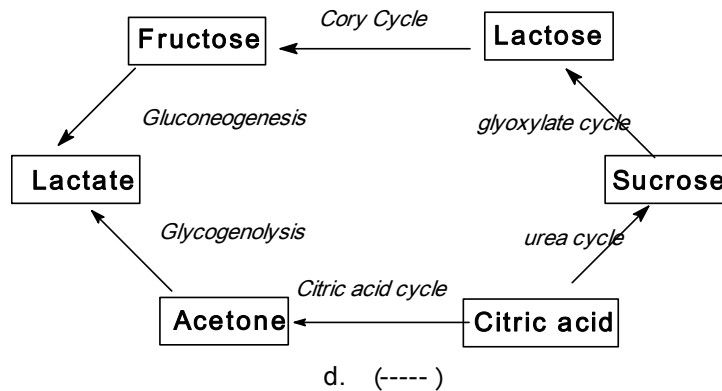 Cory Cycle
Fructose
Lactose
Gluconeogenesis
glyoxylate cycle
Lactate
Sucrose
Glycogenolysis
urea cycle
Citric acid cycle
Acetone
Citric acid
d. (----- )